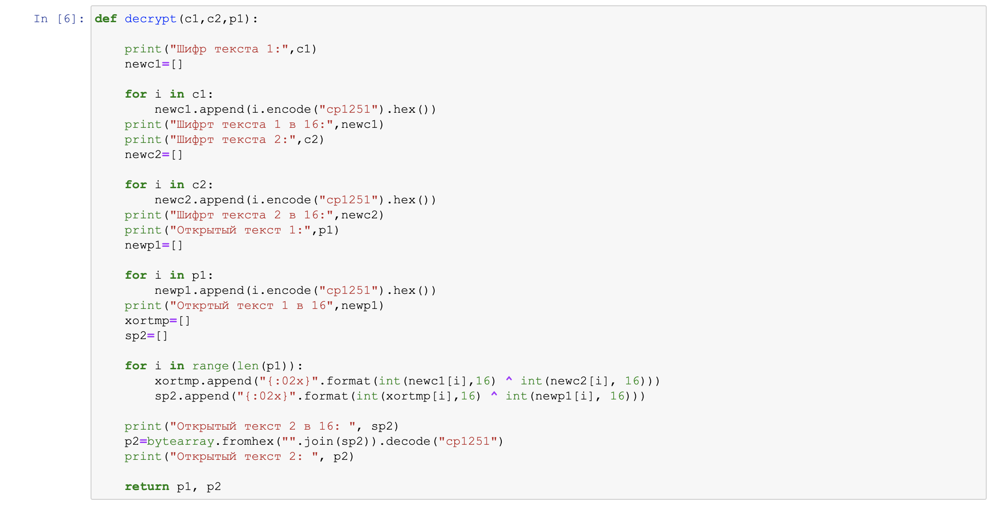 In [6]: def decrypt(c1,c2,p1):
print("Шифр текста 1:",c1)
newc1=[]
for i in c1:
newc1.append(i.encode("cp1251").hex())
print("Шифрт текста 1 в 16:",newc1)
print("Шифрт текста 2:",c2)
newc2=[]
for i in c2:
newc2.append(i.encode("cp1251").hex())
print("Шифрт текста 2 в 16:",newc2)
print("Открытый текст 1:",p1)
newp1=[]
for i in p1:
newp1.append(i.encode("cp1251").hex())
print("Откртый текст 1 в 16",newp1)
xortmp=[]
sp2=[]
for i in range(len(p1)):
xortmp.append("{:02x}".format(int(newc1[i],16) ^ int(newc2[i], 16)))
sp2.append("{:02x}".format(int(xortmp[i],16) ^ int(newp1[i], 16)))
print("Открытый текст 2 в 16: ", sp2)
p2=bytearray.fromhex("".join(sp2)).decode("cp1251")
print("Открытый текст 2: ", p2)
return p1, p2